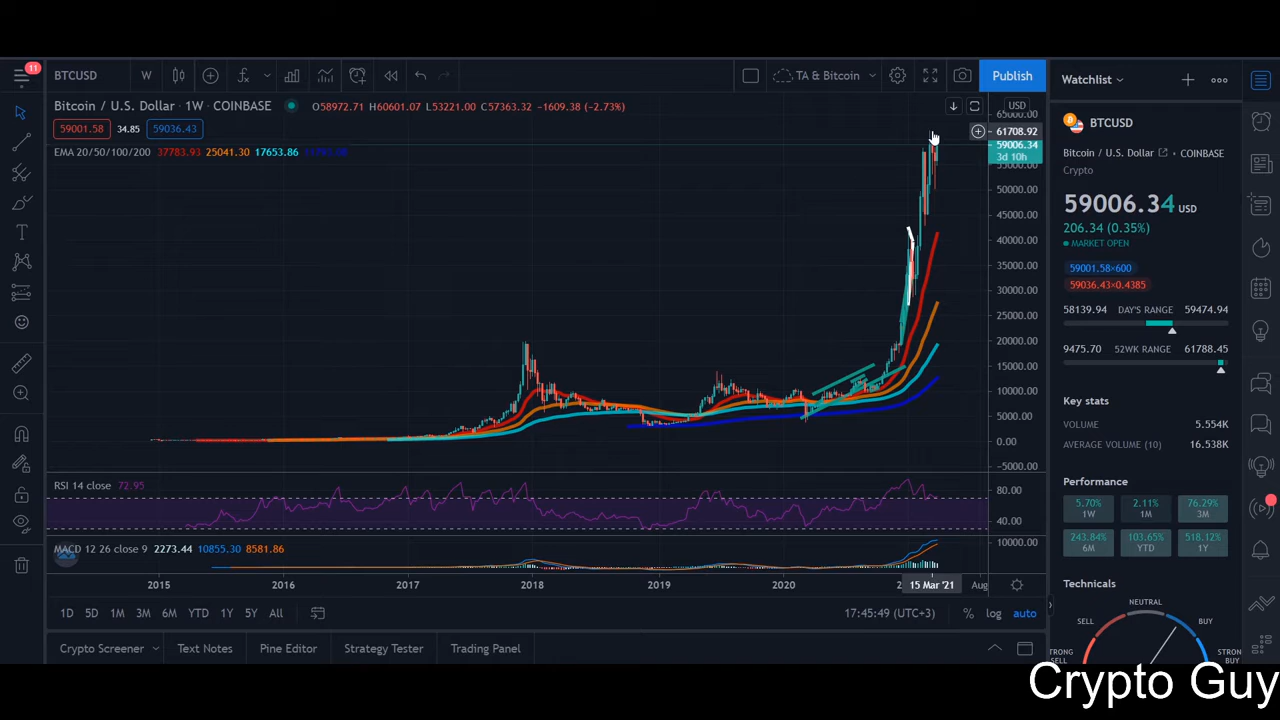 11
BTCUSD
W
TA & Bitcoin
Publish
Watchlist
Bitcoin / U.S. Dollar · 1W · COINBASE
O58972.71 H60601.07 L53221.00 C57363.32 −1609.38 (−2.73%)
USD
59001.58
34.85
59036.43
EMA 20/50/100/200 37783.93 25041.30 17653.86
65000.00
61708.92
59006.34
3d 10h
55000.00
50000.00
45000.00
40000.00
35000.00
30000.00
25000.00
20000.00
15000.00
10000.00
5000.00
0.00
−5000.00
RSI 14 close 72.95
80.00
40.00
MACD 12 26 close 9 2273.44 10855.30 8581.86
10000.00
2015
2016
2017
2018
2019
2020
15 Mar '21
Aug
1D
5D
1M
3M
6M
YTD
1Y
5Y
All
17:45:49 (UTC+3)
%
log
auto
Crypto Screener
Text Notes
Pine Editor
Strategy Tester
Trading Panel
BTCUSD
Bitcoin / U.S. Dollar
COINBASE
Crypto
59006.34 USD
206.34 (0.35%)
MARKET OPEN
59001.58×600
59036.43×0.4385
58139.94
DAY'S RANGE
59474.94
9475.70
52WK RANGE
61788.45
Key stats
VOLUME
5.554K
AVERAGE VOLUME (10)
16.538K
Performance
5.70%
1W
2.11%
1M
76.29%
3M
243.84%
6M
103.65%
YTD
518.12%
1Y
Technicals
NEUTRAL
SELL
BUY
STRONG
SELL
STRON
BUY
Crypto Guy